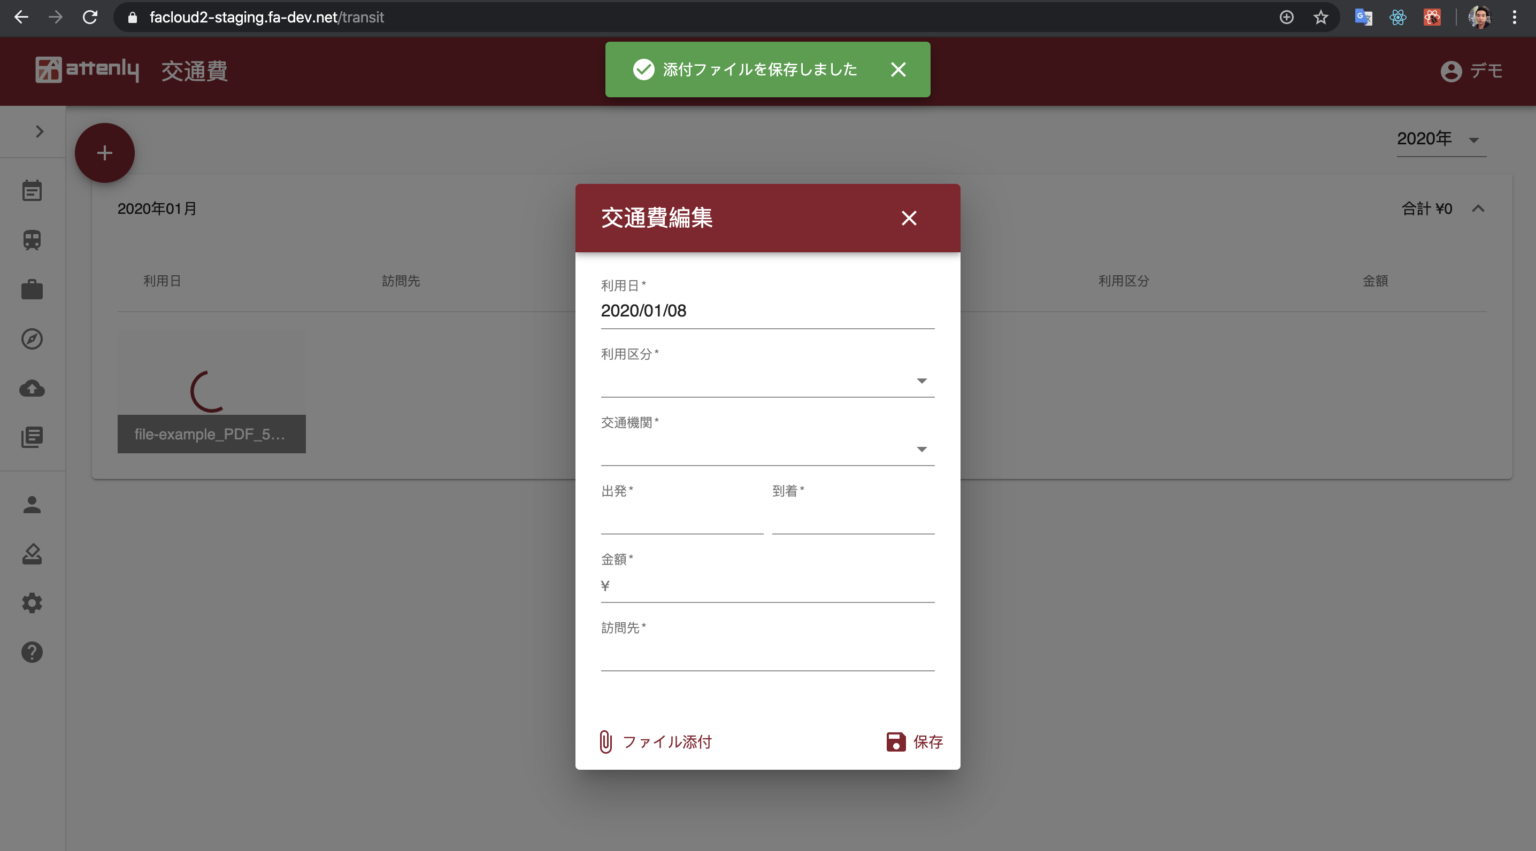 facloud2-staging.fa-dev.net/transit
attenly 交通費
添付ファイルを保存しました
デモ
2020年
2020年01月
合計 ¥0
利用日 訪問先 利用区分 金額
file-example_PDF_5...
交通費編集
利用日*
2020/01/08
利用区分*
交通機関*
出発* 到着*
金額*
¥
訪問先*
ファイル添付 保存